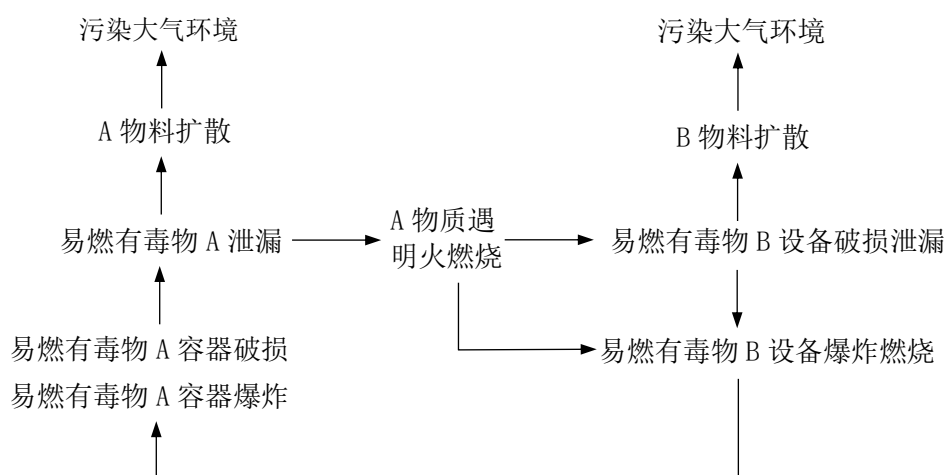 污染大气环境
污染大气环境
A 物料扩散
B 物料扩散
易燃有毒物 A 泄漏
A 物质遇
明火燃烧
易燃有毒物 B 设备破损泄漏
易燃有毒物 A 容器破损
易燃有毒物 A 容器爆炸
易燃有毒物 B 设备爆炸燃烧